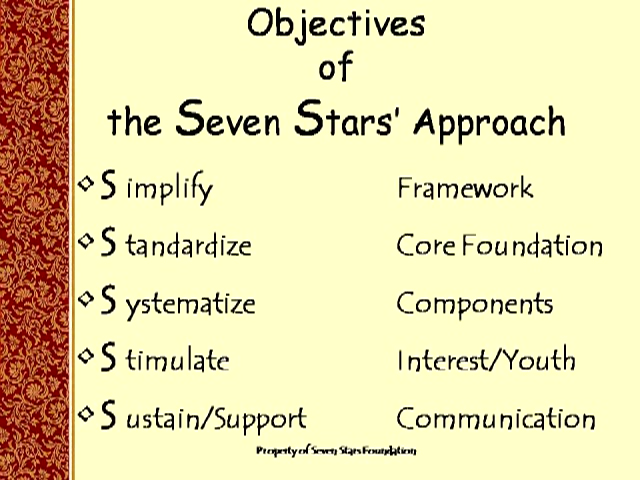 Objectives
of
the Seven Stars' Approach
S implify Framework
S tandardize Core Foundation
S ystematize Components
S timulate Interest/Youth
S ustain/Support Communication
Property of Seven Stars Foundation